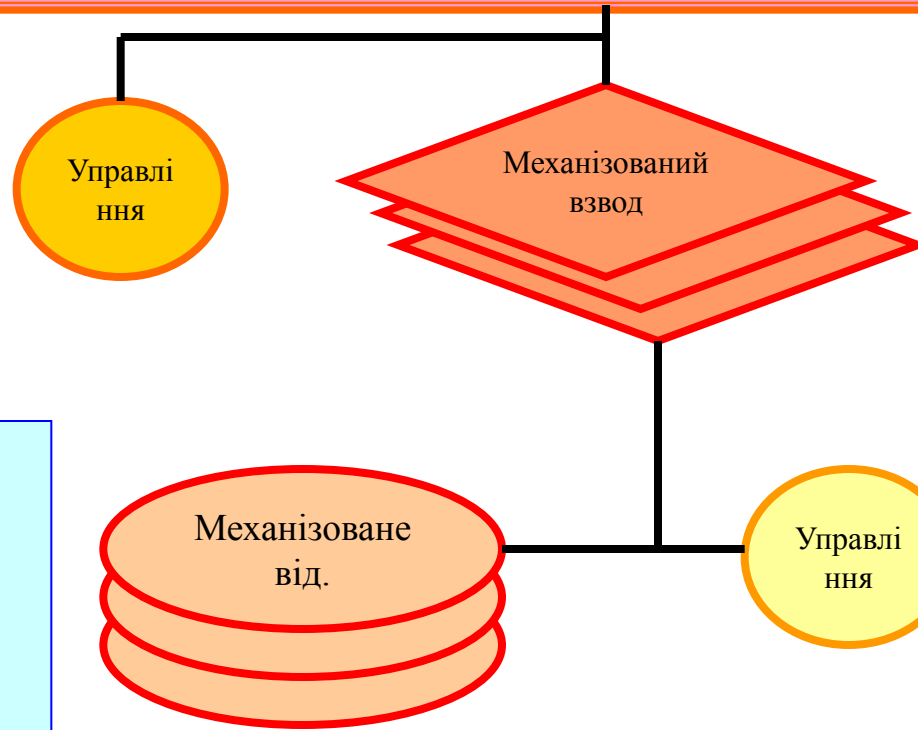 Управлі
ння
Механізований
взвод
Механізоване
від.
Управлі
ння